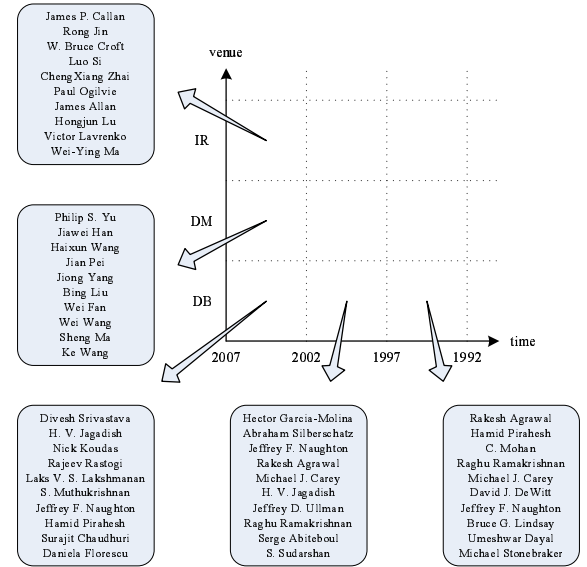 James P. Callan
Rong Jin
W. Bruce Croft
Luo Si
ChengXiang Zhai
Paul Ogilvie
James Allan
Hongjun Lu
Victor Lavrenko
Wei-Ying Ma
venue
IR
DM
DB
Philip S. Yu
Jiawei Han
Haixun Wang
Jian Pei
Jiong Yang
Bing Liu
Wei Fan
Wei Wang
Sheng Ma
Ke Wang
time
2007 2002 1997 1992
Divesh Srivastava
H. V. Jagadish
Nick Koudas
Rajeev Rastogi
Laks V. S. Lakshmanan
S. Muthukrishnan
Jeffrey F. Naughton
Hamid Pirahesh
Surajit Chaudhuri
Daniela Florescu
Hector Garcia-Molina
Abraham Silberschatz
Jeffrey F. Naughton
Rakesh Agrawal
Michael J. Carey
H. V. Jagadish
Jeffrey D. Ullman
Raghu Ramakrishnan
Serge Abiteboul
S. Sudarshan
Rakesh Agrawal
Hamid Pirahesh
C. Mohan
Raghu Ramakrishnan
Michael J. Carey
David J. DeWitt
Jeffrey F. Naughton
Bruce G. Lindsay
Umeshwar Dayal
Michael Stonebraker